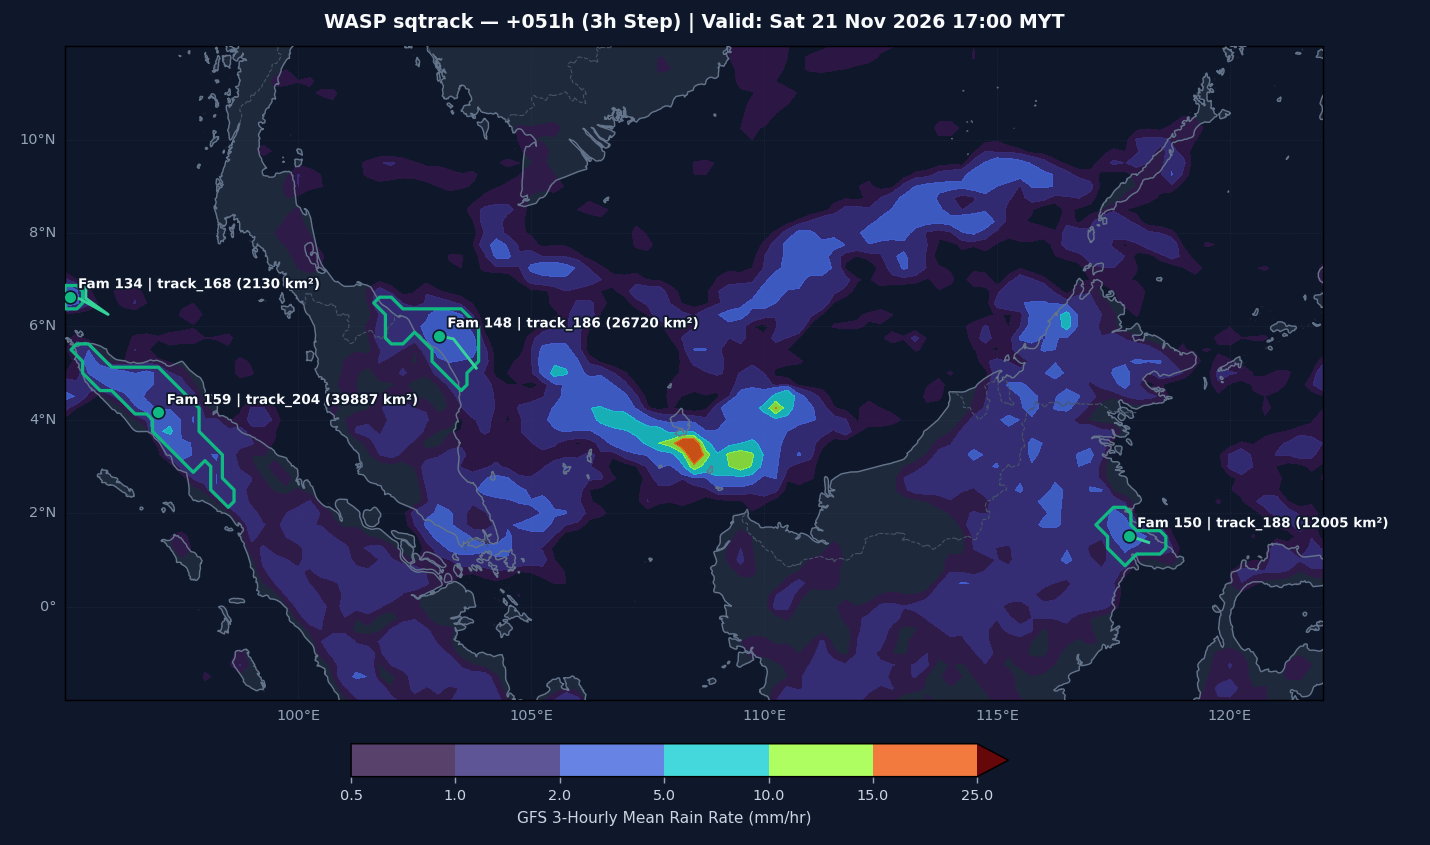 WASP sqtrack — +051h (3h Step) | Valid: Sat 21 Nov 2026 17:00 MYT
10°N
8°N
Fam 134 | track_168 (2130 km²)
6°N
Fam 148 | track_186 (26720 km²)
4°N
Fam 159 | track_204 (39887 km²)
2°N
Fam 150 | track_188 (12005 km²)
0°
100°E 105°E 110°E 115°E 120°E
0.5 1.0 2.0 5.0 10.0 15.0 25.0
GFS 3-Hourly Mean Rain Rate (mm/hr)